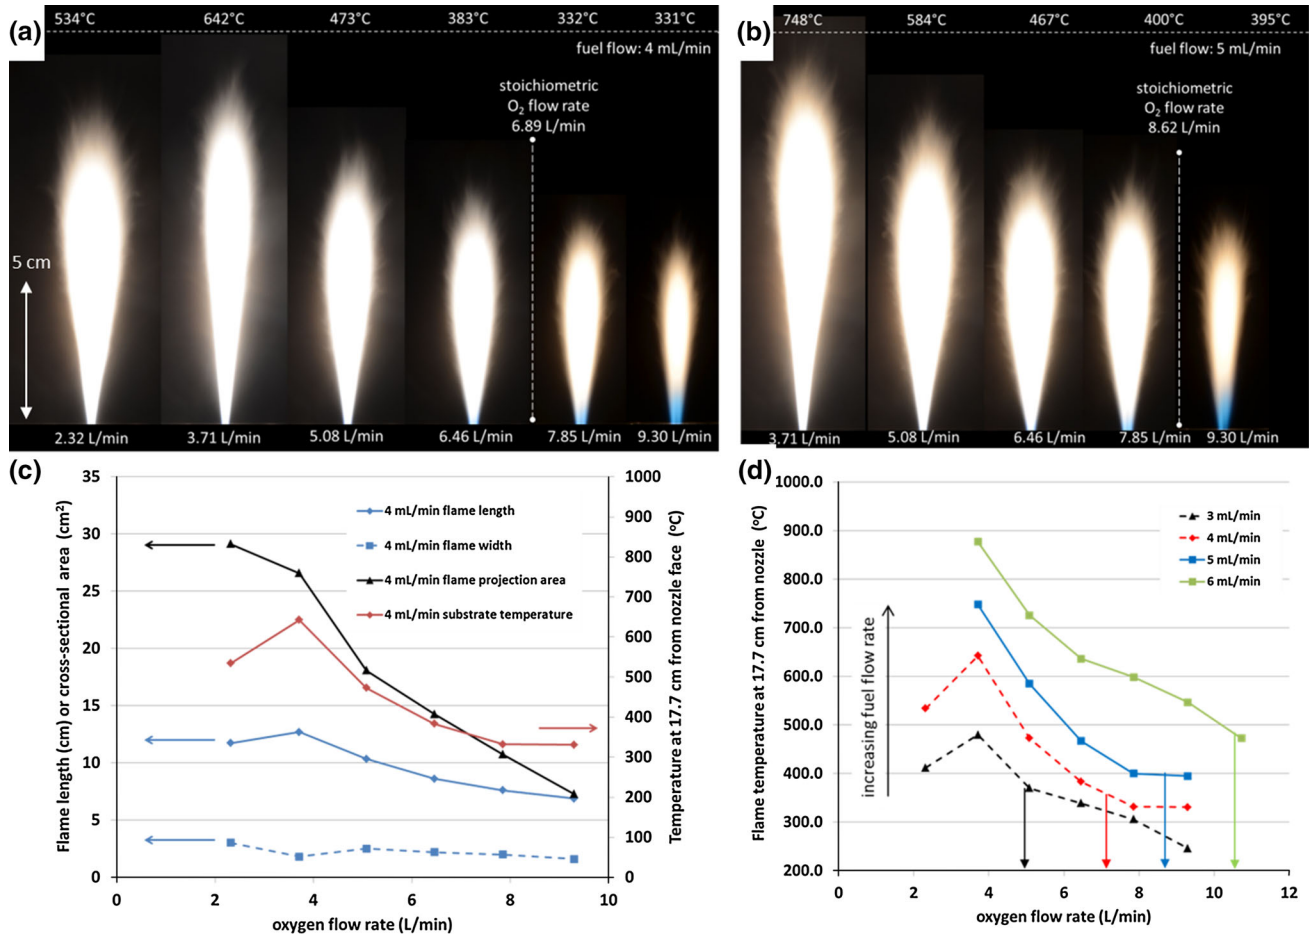 (a)
534°C 642°C 473°C 383°C 332°C 331°C
fuel flow: 4 mL/min
stoichiometric
O₂ flow rate
6.89 L/min
5 cm
2.32 L/min 3.71 L/min 5.08 L/min 6.46 L/min 7.85 L/min 9.30 L/min
(b)
748°C 584°C 467°C 400°C 395°C
fuel flow: 5 mL/min
stoichiometric
O₂ flow rate
8.62 L/min
3.71 L/min 5.08 L/min 6.46 L/min 7.85 L/min 9.30 L/min
(c)
Flame length (cm) or cross-sectional area (cm²)
35
30
25
20
15
10
5
0
4 mL/min flame length
4 mL/min flame width
4 mL/min flame projection area
4 mL/min substrate temperature
1000
900
800
700
600
500
400
300
200
100
0
Temperature at 17.7 cm from nozzle face (°C)
0 2 4 6 8 10
oxygen flow rate (L/min)
(d)
Flame temperature at 17.7 cm from nozzle (°C)
1000.0
900.0
800.0
700.0
600.0
500.0
400.0
300.0
200.0
increasing fuel flow rate
3 mL/min
4 mL/min
5 mL/min
6 mL/min
0 2 4 6 8 10 12
oxygen flow rate (L/min)